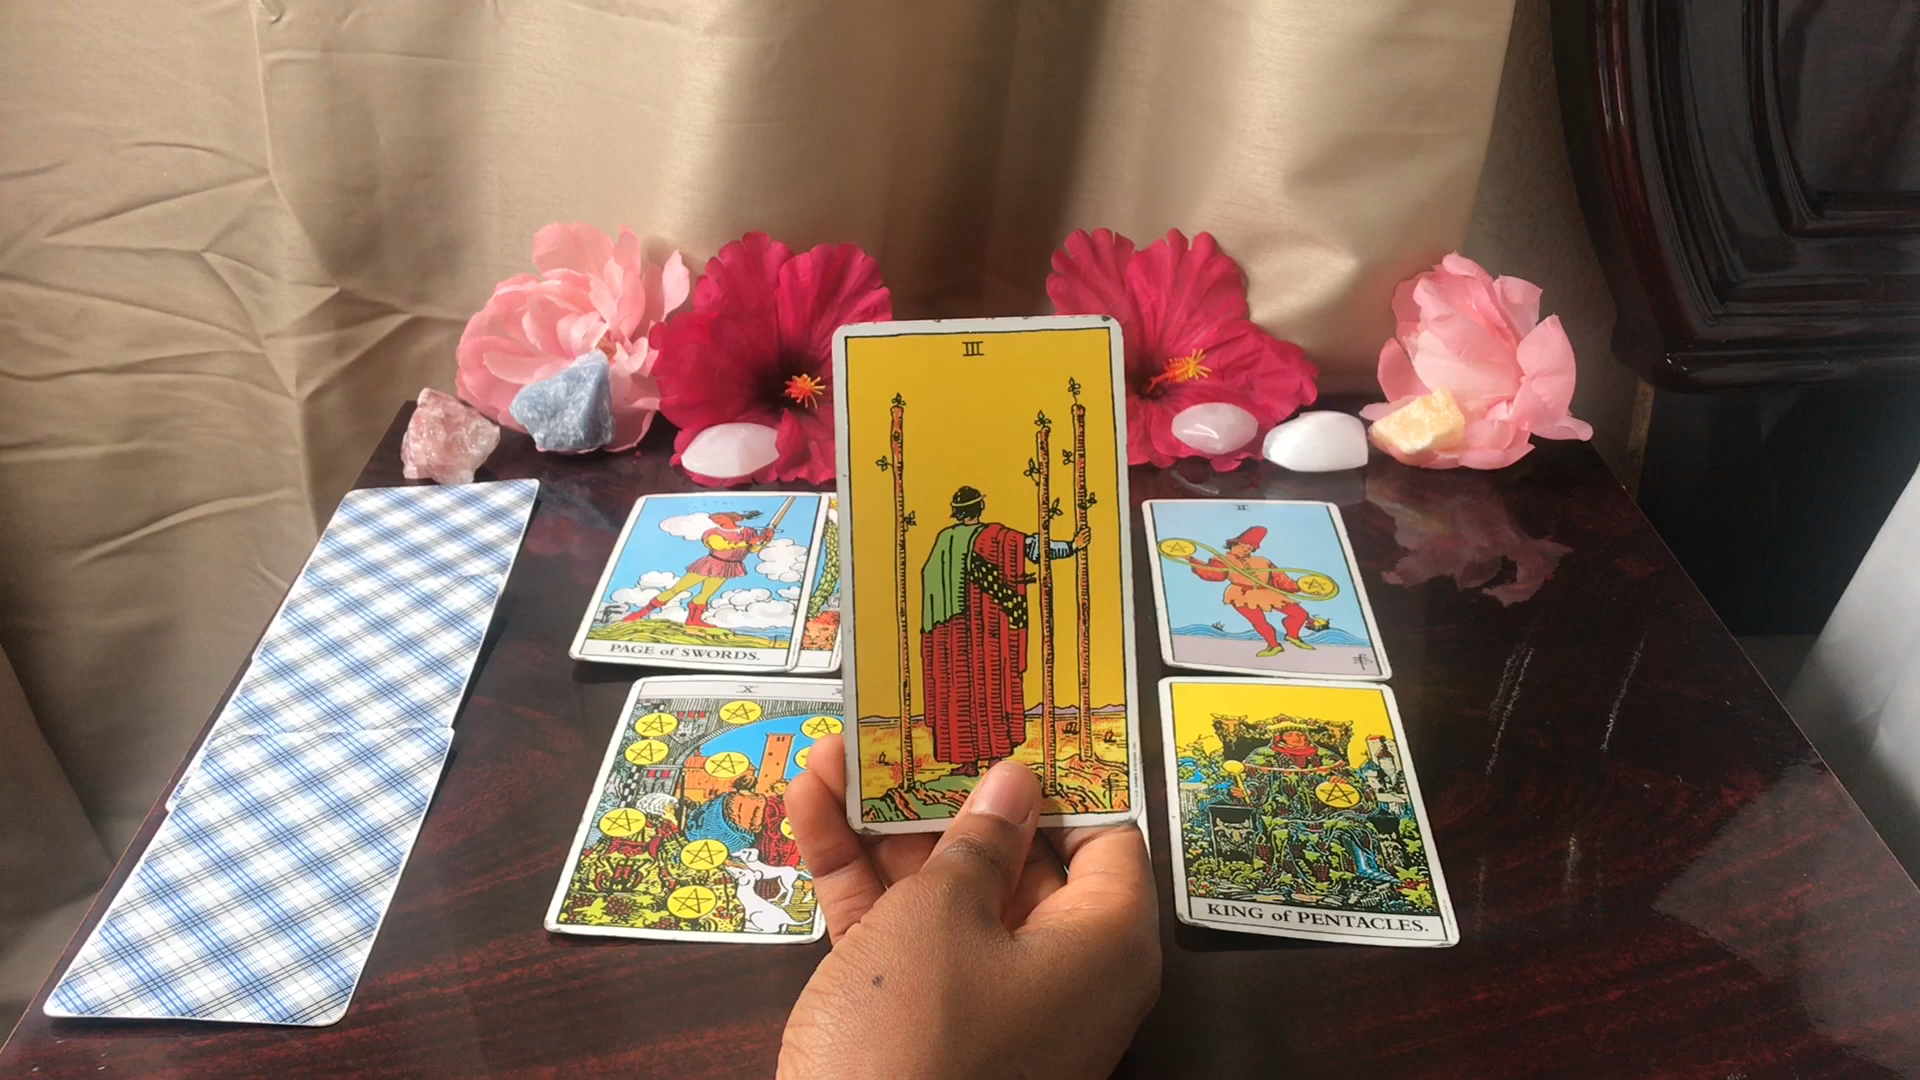 III
II
PAGE of SWORDS.
X
KING of PENTACLES.